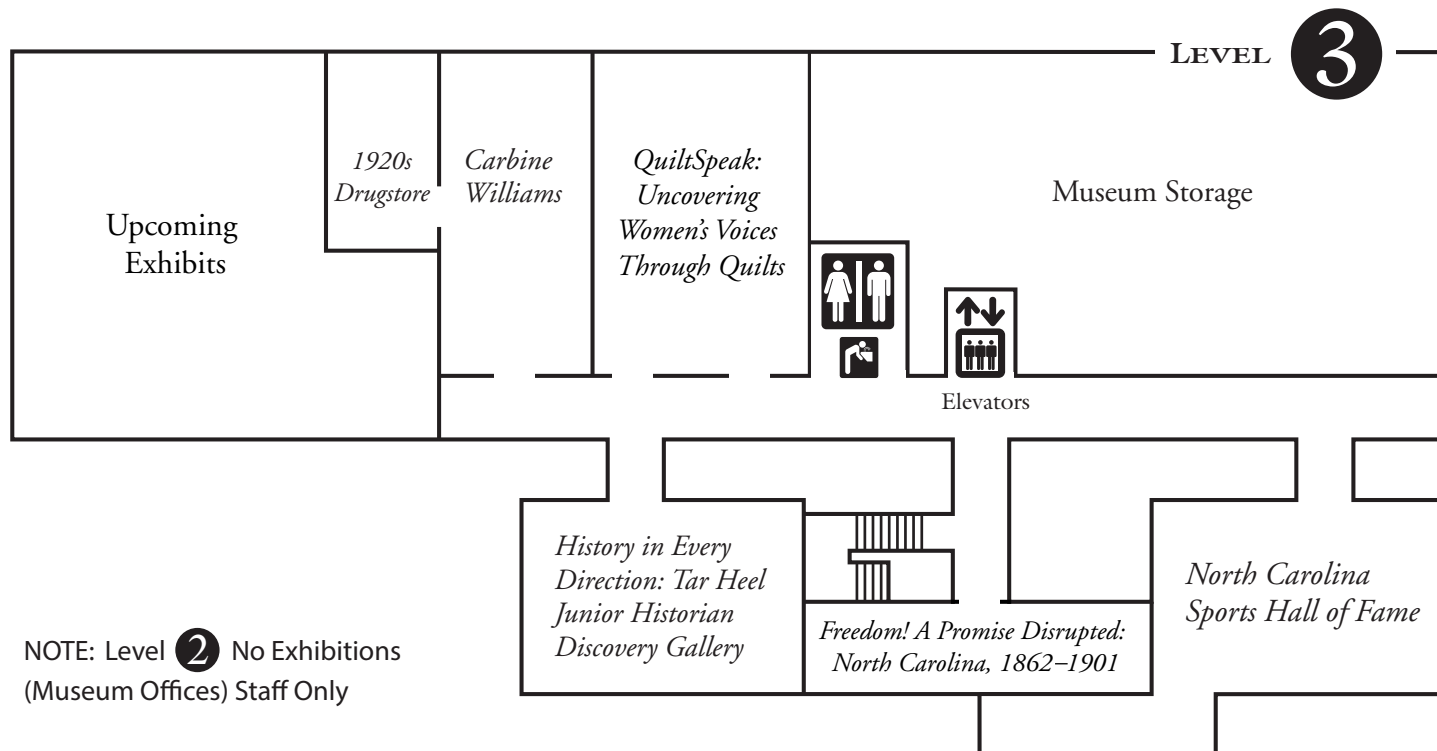 LEVEL 3
1920s
Drugstore
Carbine
Williams
QuiltSpeak:
Uncovering
Women’s Voices
Through Quilts
Museum Storage
Upcoming
Exhibits
Elevators
History in Every
Direction: Tar Heel
Junior Historian
Discovery Gallery
Freedom! A Promise Disrupted:
North Carolina, 1862–1901
North Carolina
Sports Hall of Fame
NOTE: Level 2 No Exhibitions
(Museum Offices) Staff Only